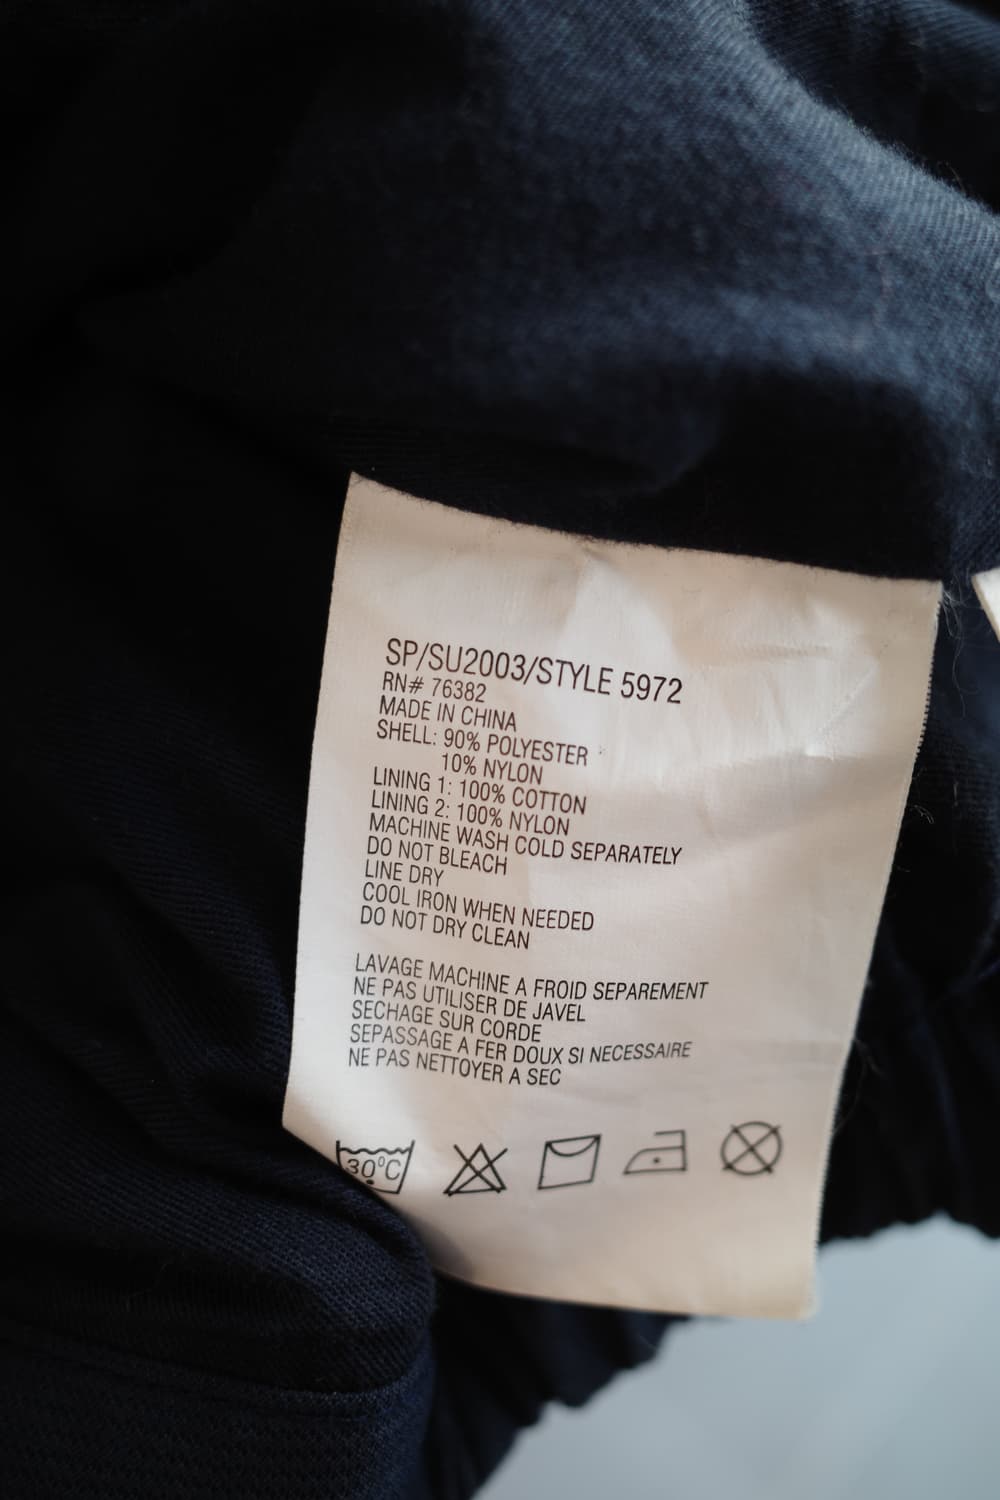 SP/SU2003/STYLE 5972
RN# 76382
MADE IN CHINA
SHELL: 90% POLYESTER
10% NYLON
LINING 1: 100% COTTON
LINING 2: 100% NYLON
MACHINE WASH COLD SEPARATELY
DO NOT BLEACH
LINE DRY
COOL IRON WHEN NEEDED
DO NOT DRY CLEAN
LAVAGE MACHINE A FROID SEPAREMENT
NE PAS UTILISER DE JAVEL
SECHAGE SUR CORDE
SEPASSAGE A FER DOUX SI NECESSAIRE
NE PAS NETTOYER A SEC
30°C